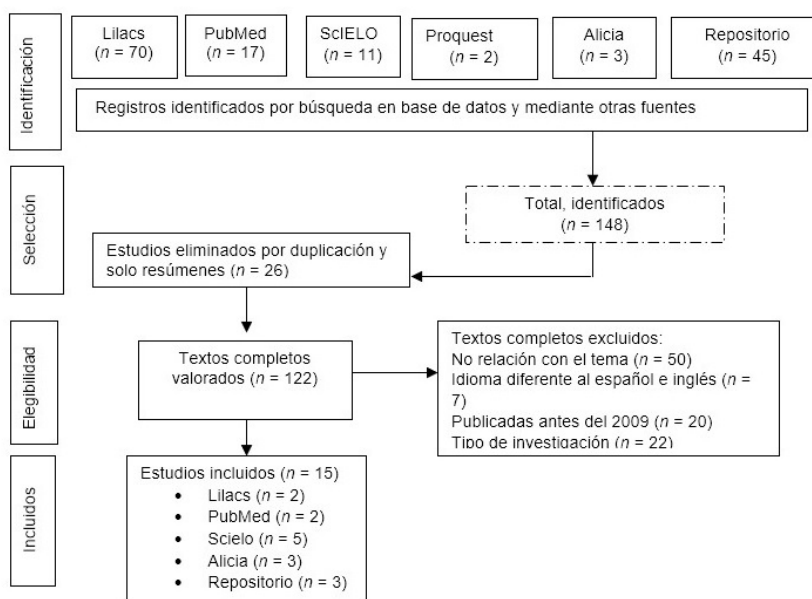 Identificación
Lilacs
(n = 70)
PubMed
(n = 17)
ScIELO
(n = 11)
Proquest
(n = 2)
Alicia
(n = 3)
Repositorio
(n = 45)
Registros identificados por búsqueda en base de datos y mediante otras fuentes
Selección
Total, identificados
(n = 148)
Estudios eliminados por duplicación y
solo resúmenes (n = 26)
Elegibilidad
Textos completos
valorados (n = 122)
Textos completos excluidos:
No relación con el tema (n = 50)
Idioma diferente al español e inglés (n =
7)
Publicadas antes del 2009 (n = 20)
Tipo de investigación (n = 22)
Incluidos
Estudios incluidos (n = 15)
• Lilacs (n = 2)
• PubMed (n = 2)
• Scielo (n = 5)
• Alicia (n = 3)
• Repositorio (n = 3)